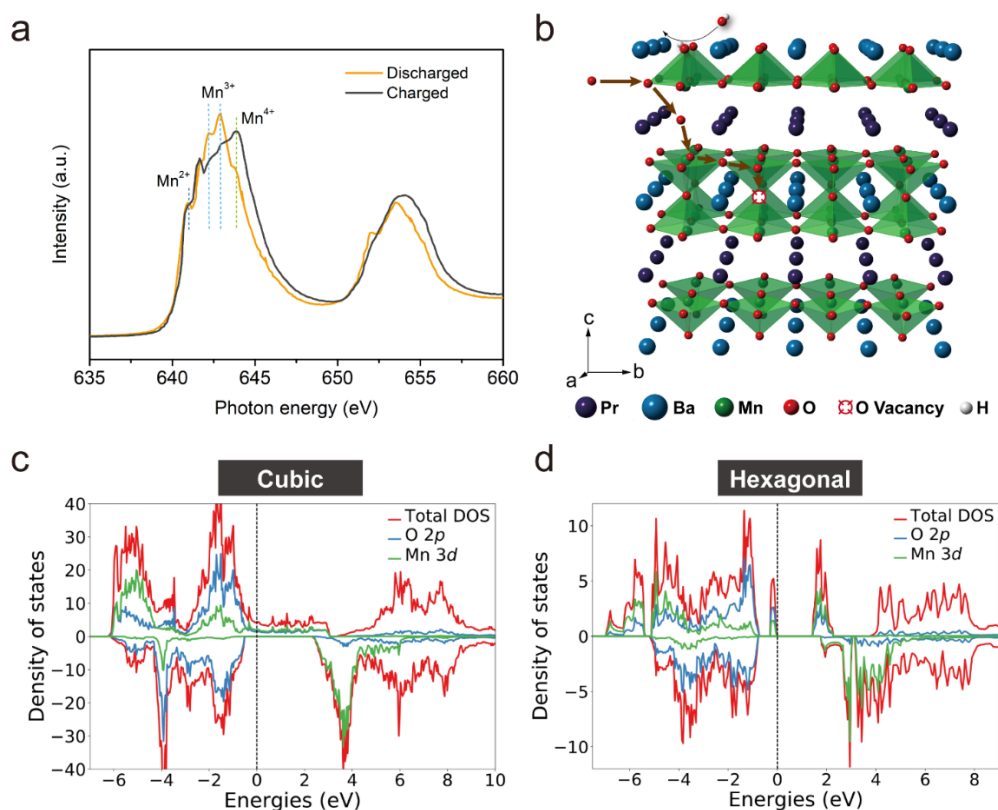 a
Discharged
Charged
Mn3+
Mn4+
Mn2+
Intensity (a.u.)
635 640 645 650 655 660
Photon energy (eV)
b
c
a
b
Pr Ba Mn O O Vacancy H
c
Cubic
Total DOS
O 2p
Mn 3d
Density of states
40
30
20
10
0
−10
−20
−30
−40
−6 −4 −2 0 2 4 6 8 10
Energies (eV)
d
Hexagonal
Total DOS
O 2p
Mn 3d
Density of states
10
5
0
−5
−10
−6 −4 −2 0 2 4 6 8
Energies (eV)